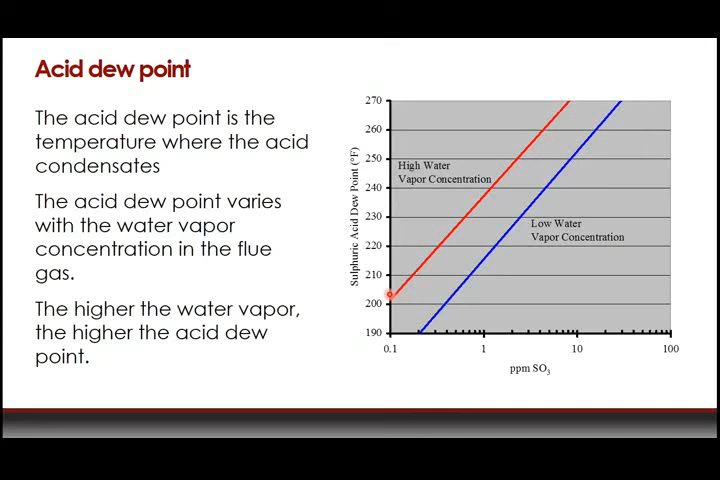 Acid dew point
The acid dew point is the
temperature where the acid
condensates
The acid dew point varies
with the water vapor
concentration in the flue
gas.
The higher the water vapor,
the higher the acid dew
point.
Sulphuric Acid Dew Point (°F)
270
260
250
240
230
220
210
200
190
High Water
Vapor Concentration
Low Water
Vapor Concentration
0.1 1 10 100
ppm SO3